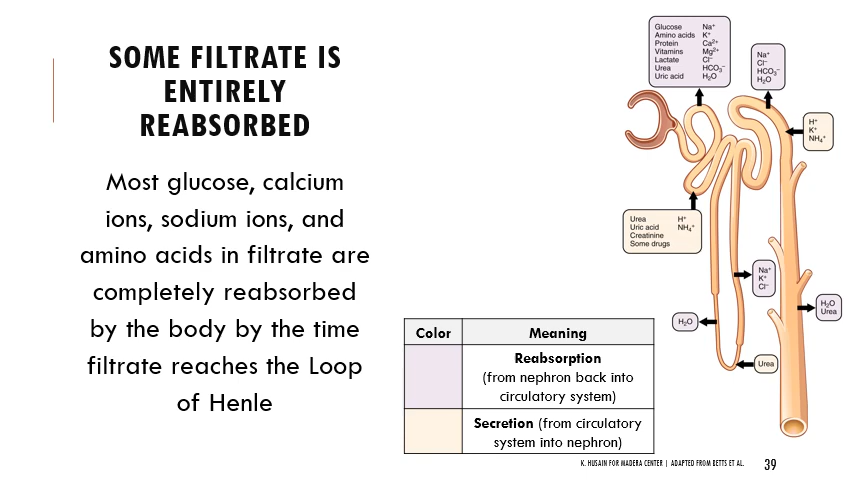 SOME FILTRATE IS
ENTIRELY
REABSORBED
Most glucose, calcium
ions, sodium ions, and
amino acids in filtrate are
completely reabsorbed
by the body by the time
filtrate reaches the Loop
of Henle
Glucose Na⁺
Amino acids K⁺
Protein Ca²⁺
Vitamins Mg²⁺
Lactate Cl⁻
Urea HCO₃⁻
Uric acid H₂O
Na⁺
Cl⁻
HCO₃⁻
H₂O
H⁺
K⁺
NH₄⁺
Urea H⁺
Uric acid NH₄⁺
Creatinine
Some drugs
Na⁺
K⁺
Cl⁻
H₂O
Urea
H₂O
Urea
Color Meaning
Reabsorption
(from nephron back into
circulatory system)
Secretion (from circulatory
system into nephron)
K. HUSAIN FOR MADERA CENTER | ADAPTED FROM BETTS ET AL.
39